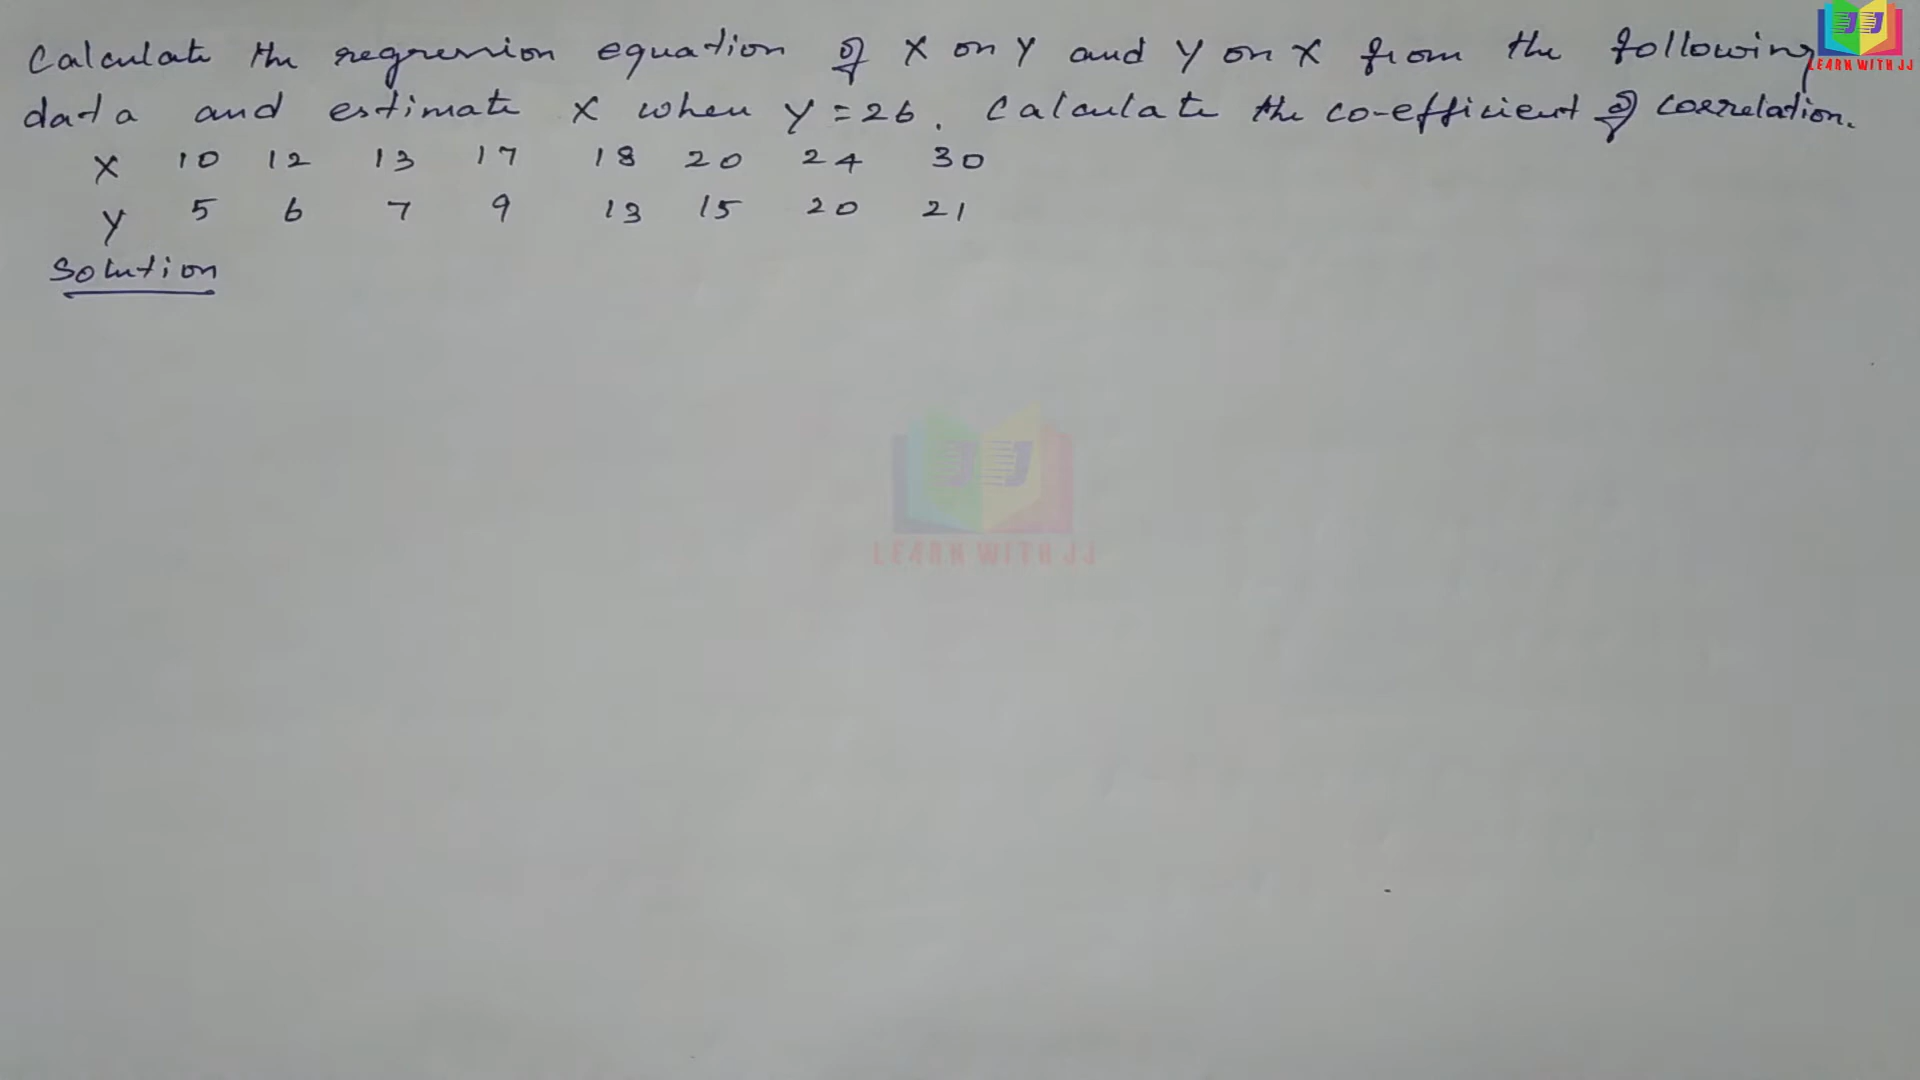 Calculate the regression equation of X on Y and Y on X from the following
data and estimate X when Y = 26. Calculate the co-efficient of correlation.
X 10 12 13 17 18 20 24 30
Y 5 6 7 9 13 15 20 21
Solution
JJ
LEARN WITH JJ
JJ
LEARN WITH JJ